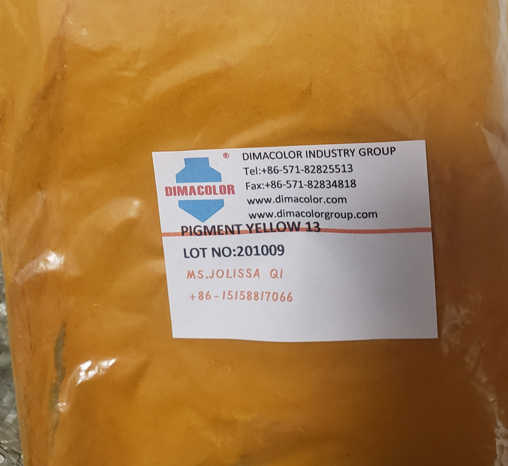 DIMACOLOR INDUSTRY GROUP
Tel:+86-571-82825513
Fax:+86-571-82834818
www.dimacolor.com
www.dimacolorgroup.com
® 
DIMACOLOR
PIGMENT YELLOW 13
LOT NO:201009
MS.JOLISSA QI
+86-15158817066